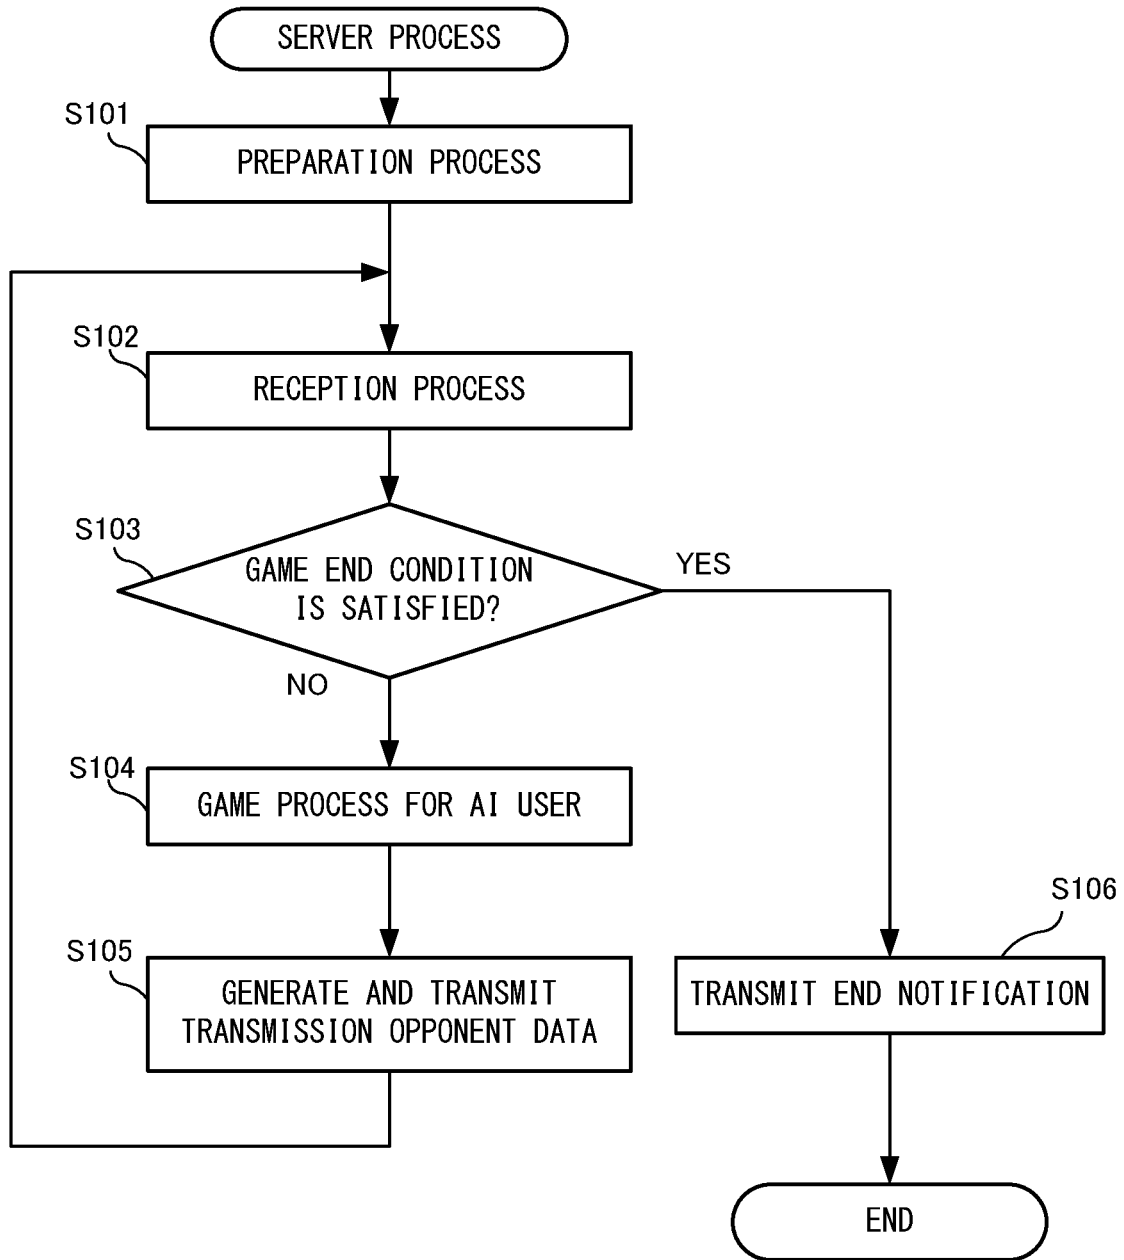 SERVER PROCESS
S101
PREPARATION PROCESS
S102
RECEPTION PROCESS
S103
GAME END CONDITION
IS SATISFIED?
YES
NO
S104
GAME PROCESS FOR AI USER
S105
GENERATE AND TRANSMIT
TRANSMISSION OPPONENT DATA
S106
TRANSMIT END NOTIFICATION
END